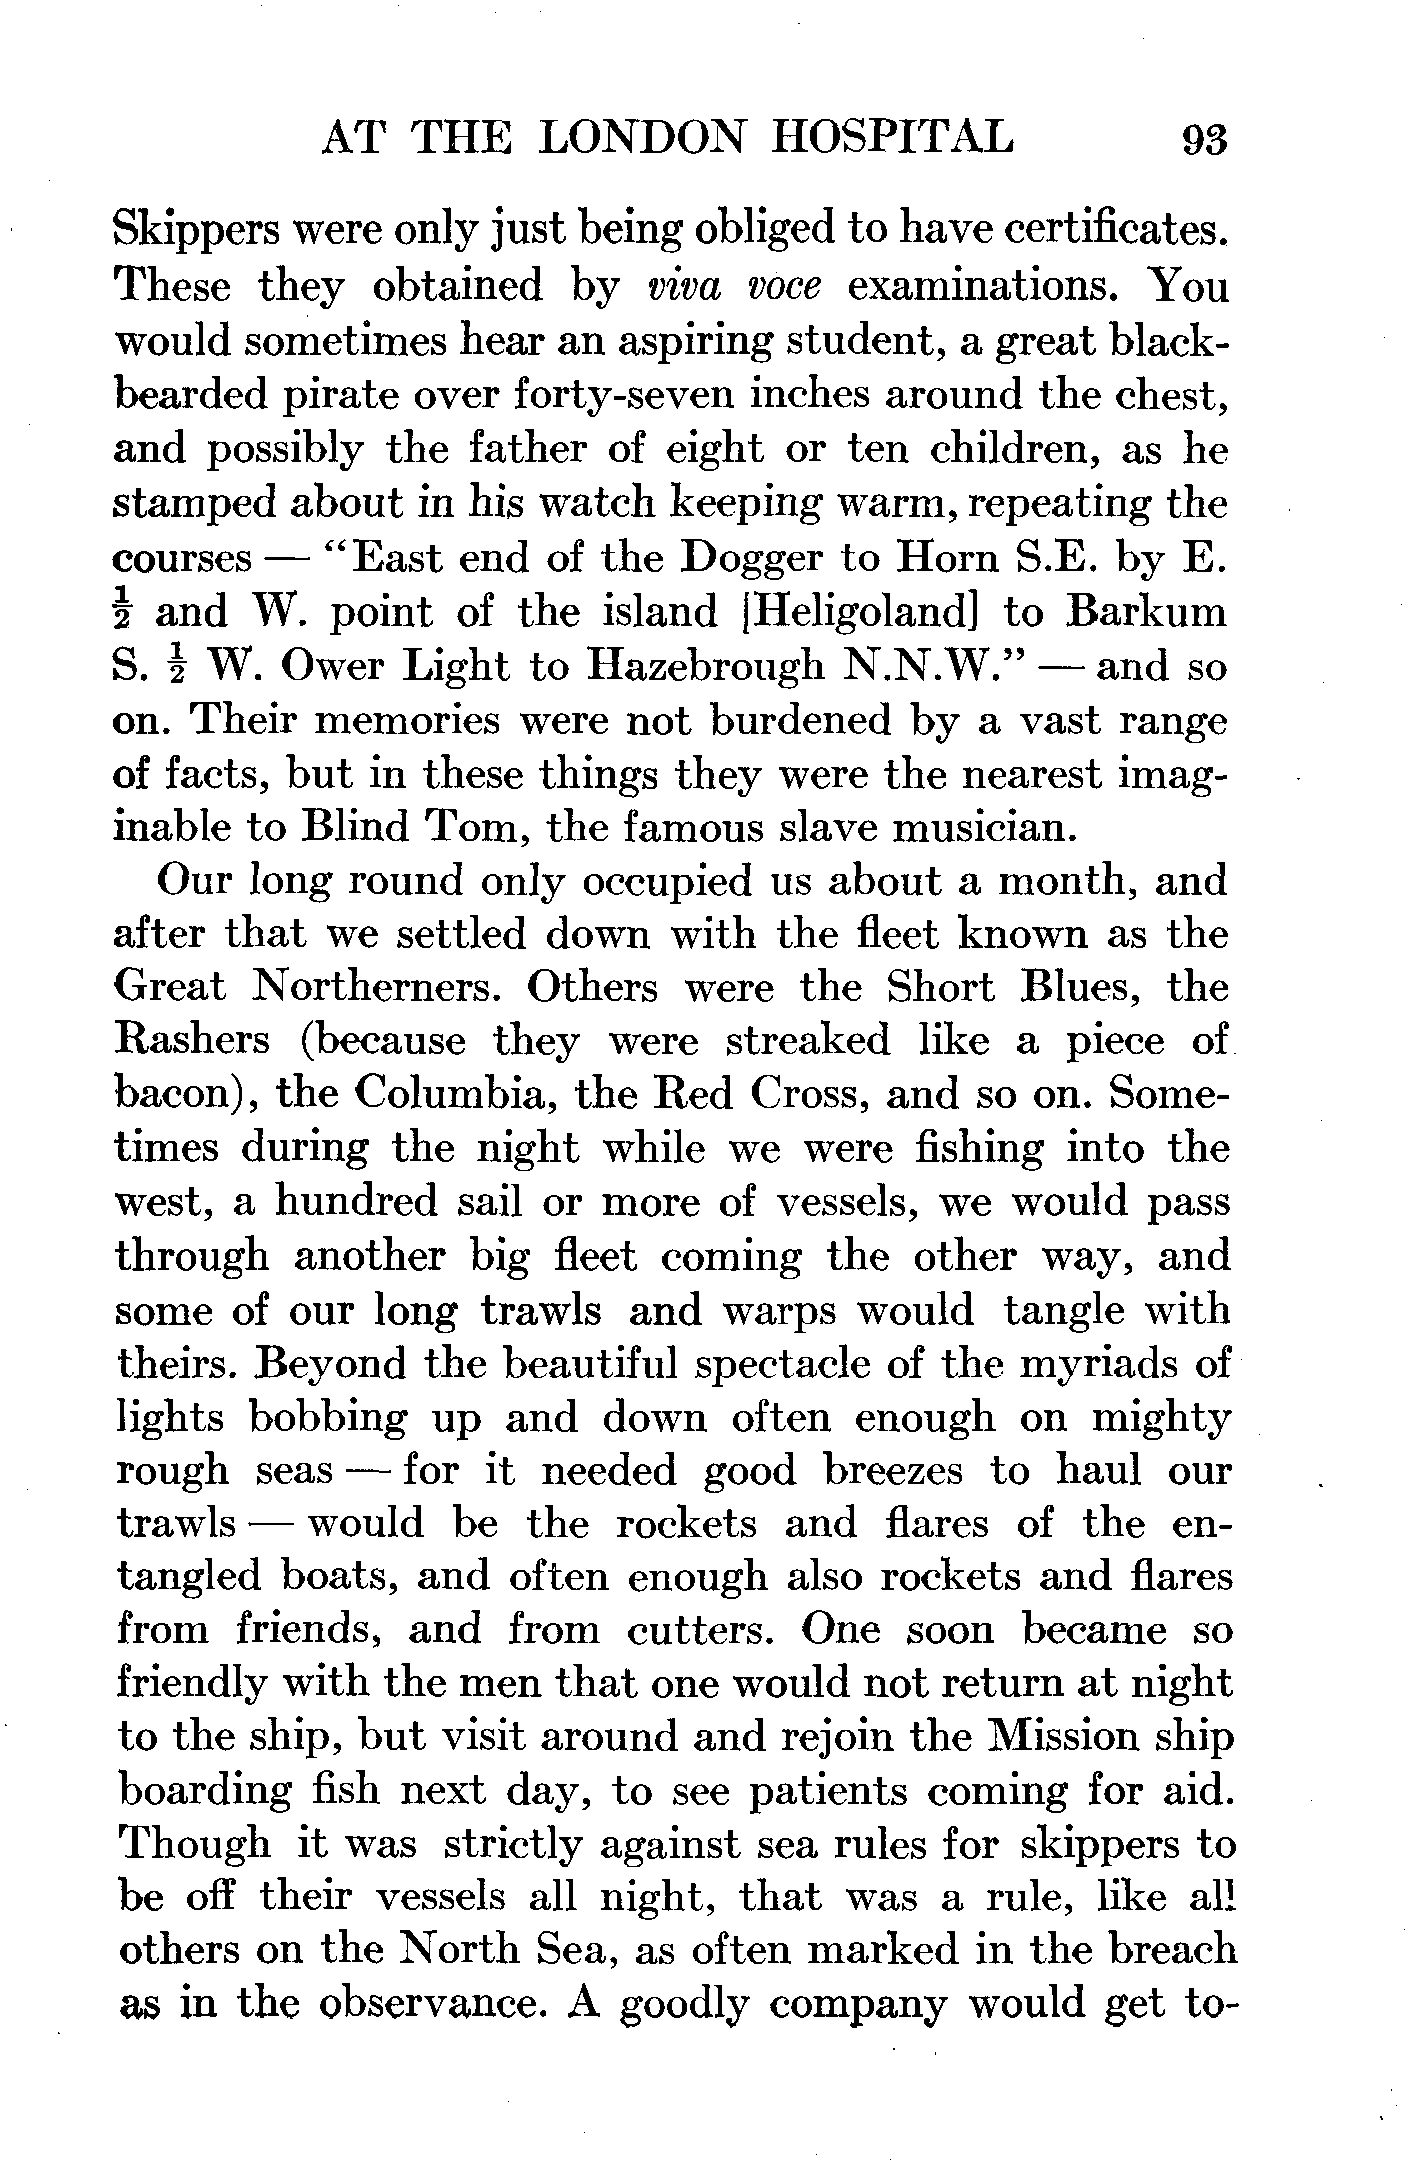 AT THE LONDON HOSPITAL 93
Skippers were only just being obliged to have certificates.
These they obtained by viva voce examinations. You
would sometimes hear an aspiring student, a great black-
bearded pirate over forty-seven inches around the chest,
and possibly the father of eight or ten children, as he
stamped about in his watch keeping warm, repeating the
courses — "East end of the Dogger to Horn S.E. by E.
½ and W. point of the island [Heligoland] to Barkum
S. ½ W. Ower Light to Hazebrough N.N.W." — and so
on. Their memories were not burdened by a vast range
of facts, but in these things they were the nearest imag-
inable to Blind Tom, the famous slave musician.
Our long round only occupied us about a month, and
after that we settled down with the fleet known as the
Great Northerners. Others were the Short Blues, the
Rashers (because they were streaked like a piece of
bacon), the Columbia, the Red Cross, and so on. Some-
times during the night while we were fishing into the
west, a hundred sail or more of vessels, we would pass
through another big fleet coming the other way, and
some of our long trawls and warps would tangle with
theirs. Beyond the beautiful spectacle of the myriads of
lights bobbing up and down often enough on mighty
rough seas — for it needed good breezes to haul our
trawls — would be the rockets and flares of the en-
tangled boats, and often enough also rockets and flares
from friends, and from cutters. One soon became so
friendly with the men that one would not return at night
to the ship, but visit around and rejoin the Mission ship
boarding fish next day, to see patients coming for aid.
Though it was strictly against sea rules for skippers to
be off their vessels all night, that was a rule, like all
others on the North Sea, as often marked in the breach
as in the observance. A goodly company would get to-